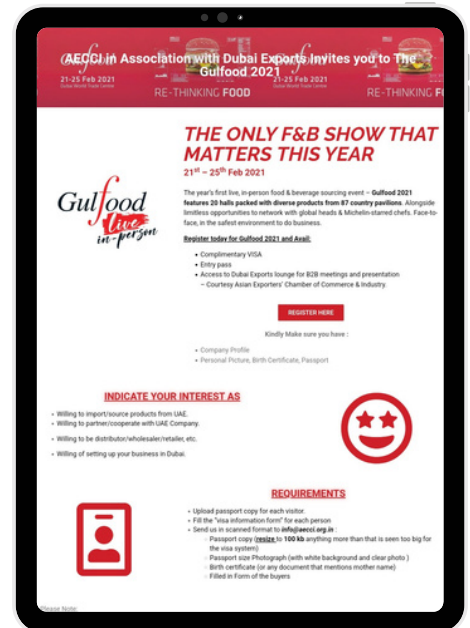 AECCI in Association with Dubai Exports Invites you to The
Gulfood 2021
Gulfood
21-25 Feb 2021
Dubai World Trade Centre
RE-THINKING FOOD
Gulfood
21-25 Feb 2021
Dubai World Trade Centre
RE-THINKING F
THE ONLY F&B SHOW THAT
MATTERS THIS YEAR
21st – 25th Feb 2021
Gulfood
live
in-person
The year's first live, in-person food & beverage sourcing event – Gulfood 2021
features 20 halls packed with diverse products from 87 country pavilions. Alongside
limitless opportunities to network with global heads & Michelin-starred chefs. Face-to-
face, in the safest environment to do business.
Register today for Gulfood 2021 and Avail:
• Complimentary VISA
• Entry pass
• Access to Dubai Exports lounge for B2B meetings and presentation
– Courtesy Asian Exporters' Chamber of Commerce & Industry.
REGISTER HERE
Kindly Make sure you have :
• Company Profile
• Personal Picture, Birth Certificate, Passport
INDICATE YOUR INTEREST AS
• Willing to import/source products from UAE.
• Willing to partner/cooperate with UAE Company.
• Willing to be distributor/wholesaler/retailer, etc.
• Willing of setting up your business in Dubai.
REQUIREMENTS
• Upload passport copy for each visitor.
• Fill the "visa information form" for each person
• Send us in scanned format to info@aecci.org.in :
○ Passport copy (resize to 100 kb anything more than that is seen too big for
the visa system)
○ Passport size Photograph (with white background and clear photo )
○ Birth certificate (or any document that mentions mother name)
○ Filled in Form of the buyers
Please Note: